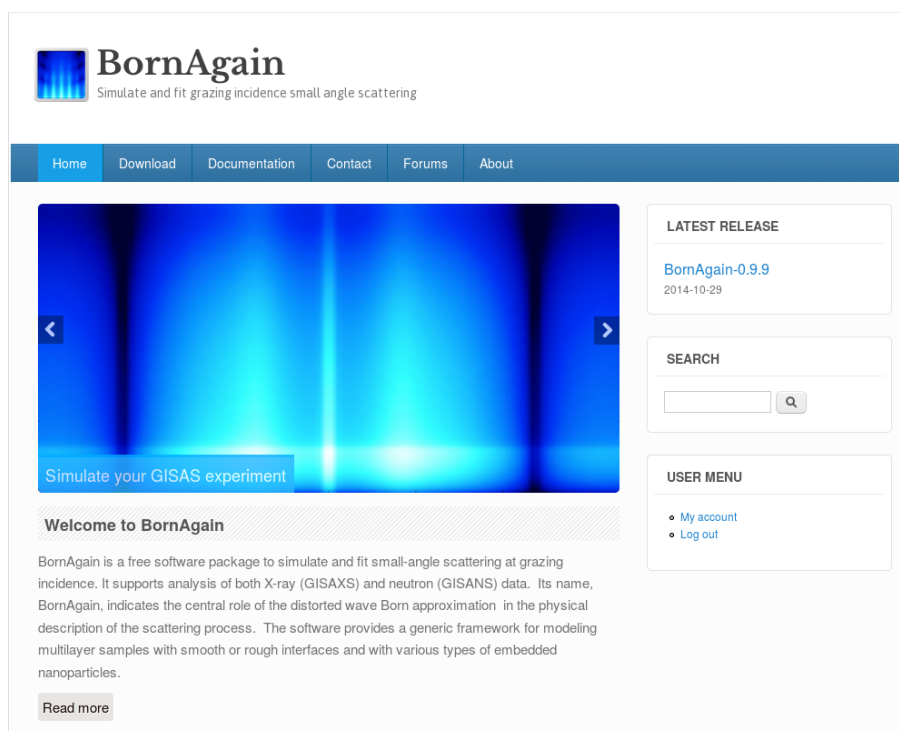 BornAgain
Simulate and fit grazing incidence small angle scattering
Home Download Documentation Contact Forums About
Simulate your GISAS experiment
Welcome to BornAgain
BornAgain is a free software package to simulate and fit small-angle scattering at grazing
incidence. It supports analysis of both X-ray (GISAXS) and neutron (GISANS) data.  Its name,
BornAgain, indicates the central role of the distorted wave Born approximation  in the physical
description of the scattering process.  The software provides a generic framework for modeling
multilayer samples with smooth or rough interfaces and with various types of embedded
nanoparticles.
Read more
LATEST RELEASE
BornAgain-0.9.9
2014-10-29
SEARCH
USER MENU
My account
Log out